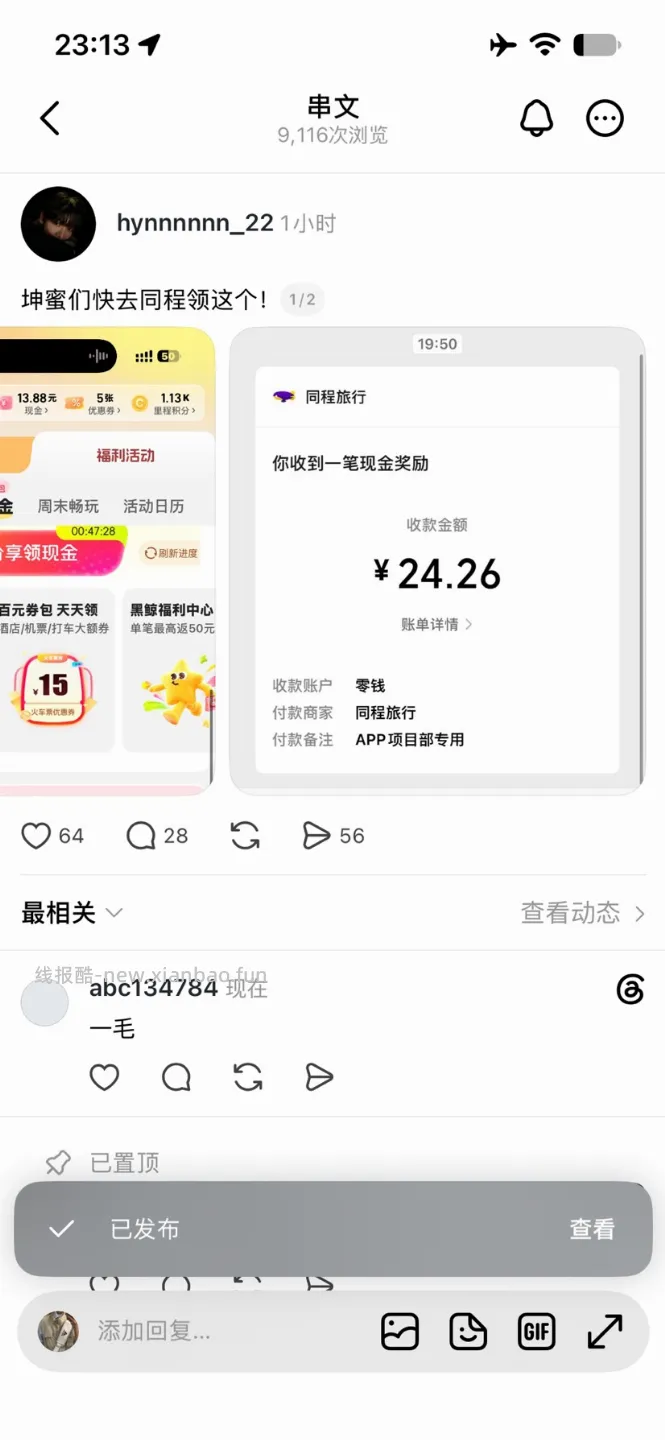 23:13
串文
9,116次浏览
hynnnnnn_22 1小时
坤蜜们快去同程领这个! 1/2
50
13.88元
现金>
5张
优惠券>
1.13K
里程积分>
福利活动
金 周末畅玩 活动日历
00:47:28
享领现金
刷新进度
百元券包 天天领
酒店/机票/打车大额券
¥15
火车票优惠券
黑鲸福利中心
单笔最高返50元
19:50
同程旅行
你收到一笔现金奖励
收款金额
¥24.26
账单详情 >
收款账户 零钱
付款商家 同程旅行
付款备注 APP项目部专用
64 28 56
最相关
查看动态 >
线报酷-new.xianbao.fun
abc134784 现在
一毛
已置顶
已发布 查看
添加回复...
GIF